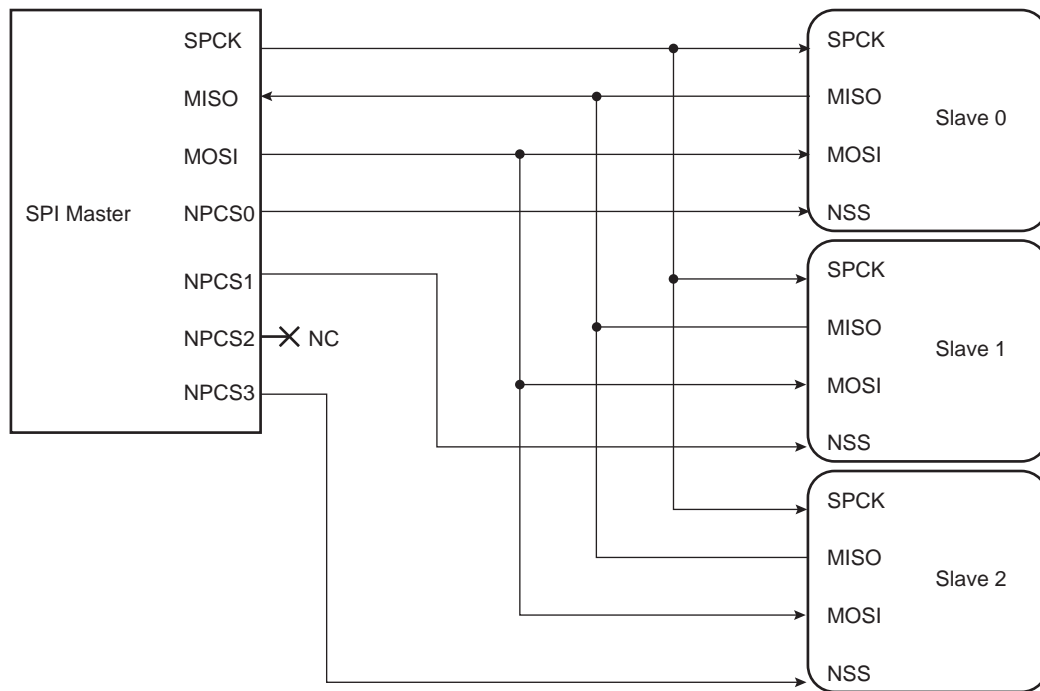 SPI Master
SPCK
MISO
MOSI
NPCS0
NPCS1
NPCS2 NC
NPCS3
SPCK
MISO
Slave 0
MOSI
NSS
SPCK
MISO
Slave 1
MOSI
NSS
SPCK
MISO
Slave 2
MOSI
NSS